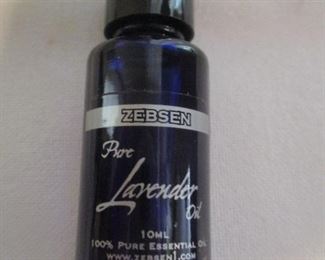 ZEBSEN
Pure
Lavender
Oil
10ML
100% PURE ESSENTIAL OIL
WWW.ZEBSEN1.COM